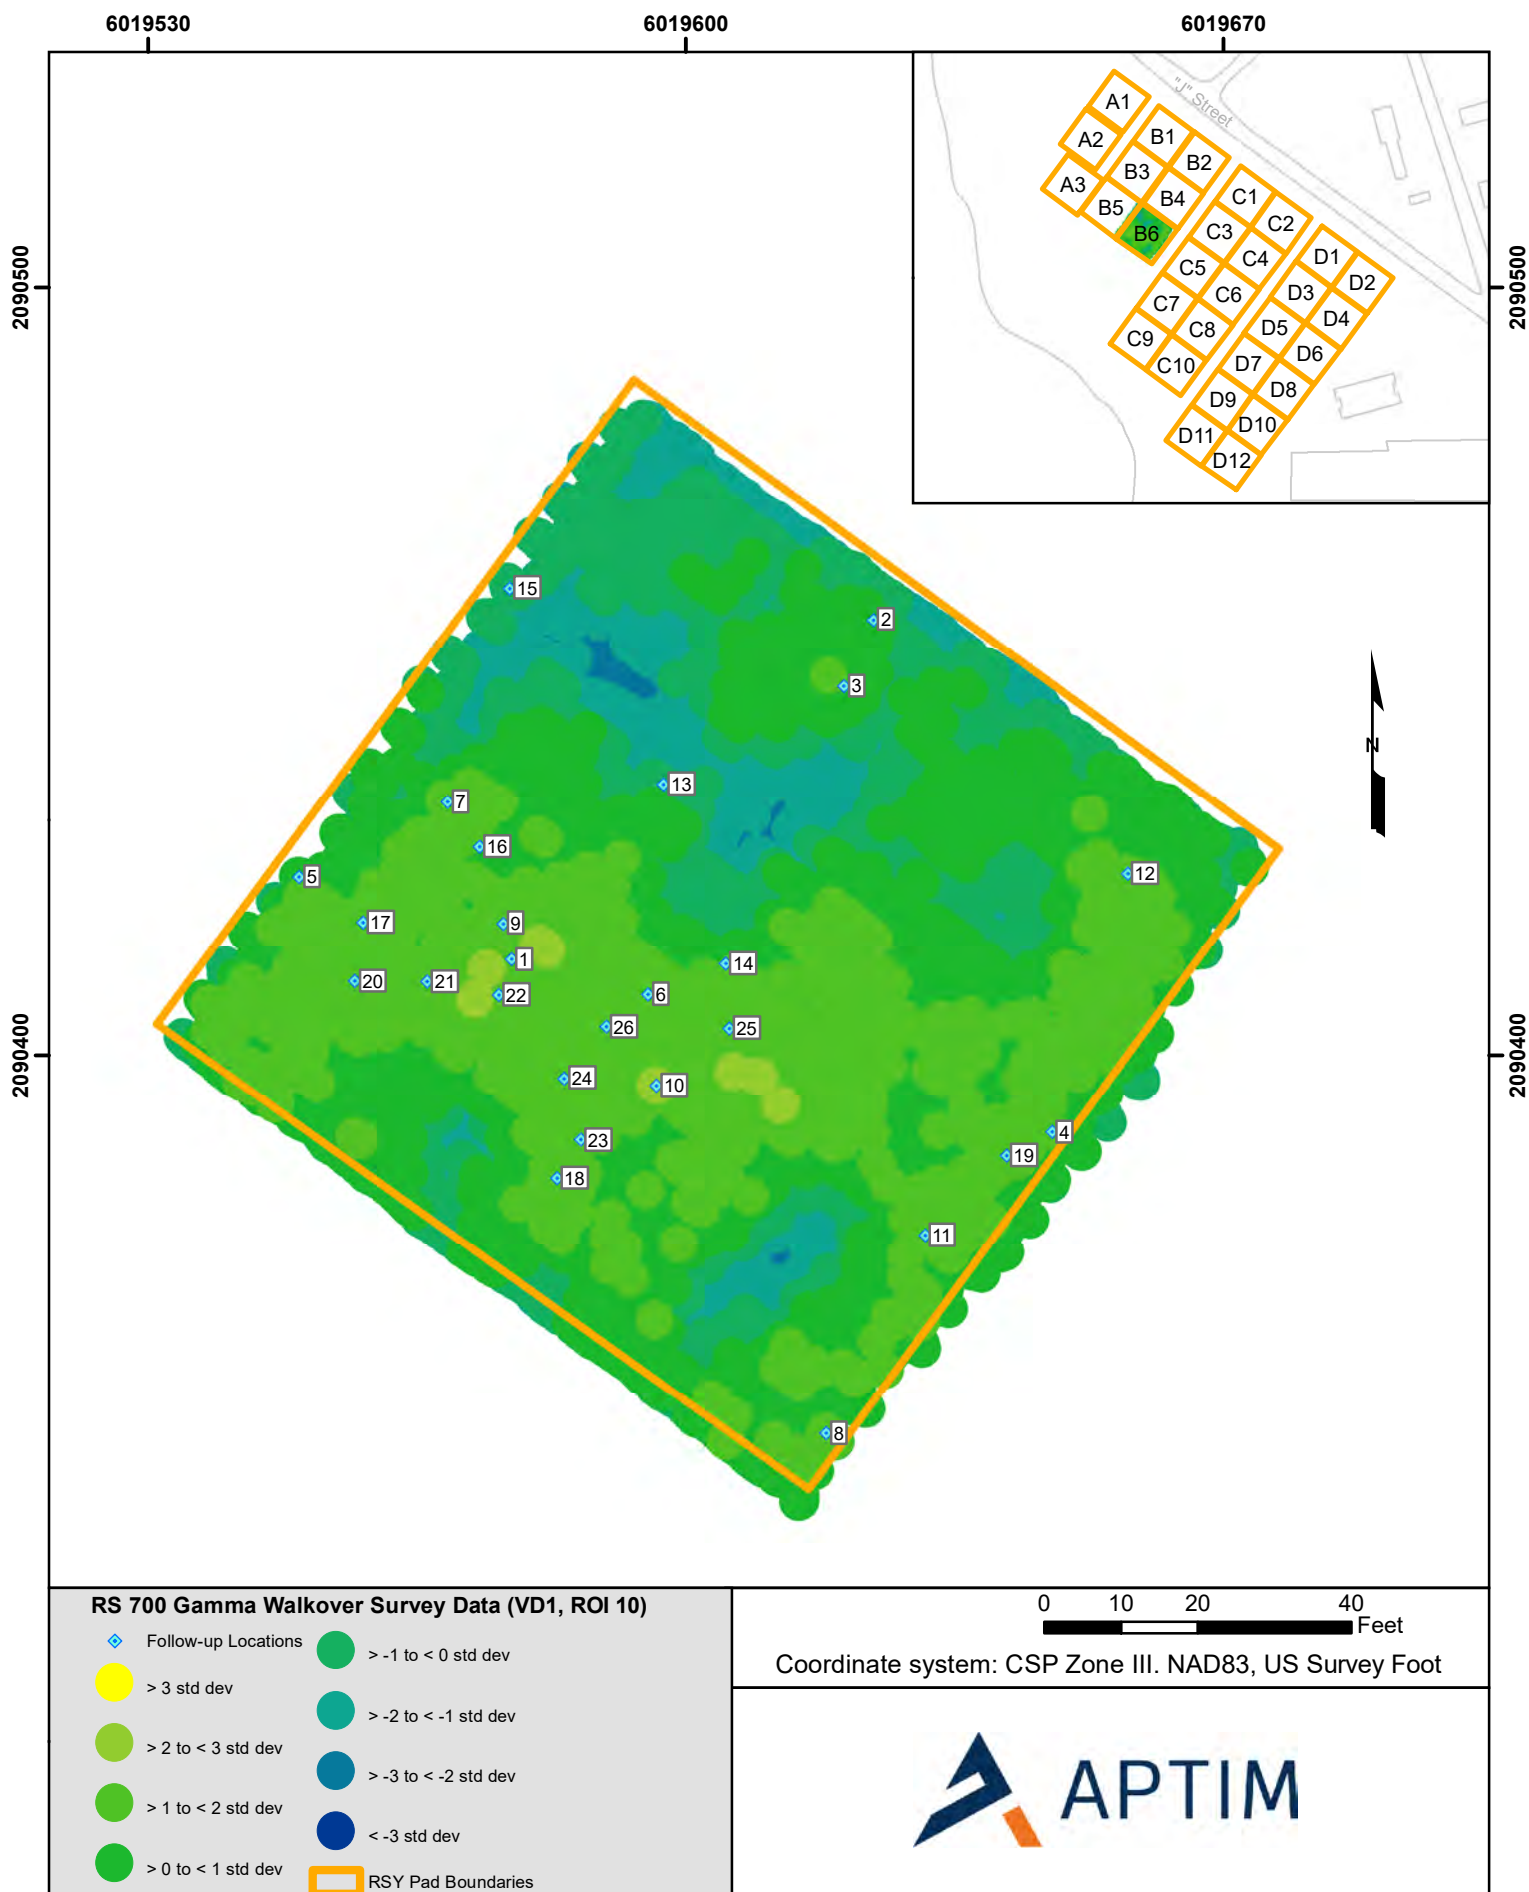 6019530 6019600 6019670
2090500
2090500
"J" Street
A1
A2
A3
B1
B2
B3
B4
B5
B6
C1
C2
C3
C4
C5
C6
C7
C8
C9
C10
D1
D2
D3
D4
D5
D6
D7
D8
D9
D10
D11
D12
15
2
3
N
13
7
16
5
12
17
9
1
14
20
21
22
6
26
25
2090400
2090400
24
10
4
23
19
18
11
8
RS 700 Gamma Walkover Survey Data (VD1, ROI 10)
Follow-up Locations
> 3 std dev
> 2 to < 3 std dev
> 1 to < 2 std dev
> 0 to < 1 std dev
> -1 to < 0 std dev
> -2 to < -1 std dev
> -3 to < -2 std dev
< -3 std dev
RSY Pad Boundaries
0 10 20 40
Feet
Coordinate system: CSP Zone III. NAD83, US Survey Foot
APTIM